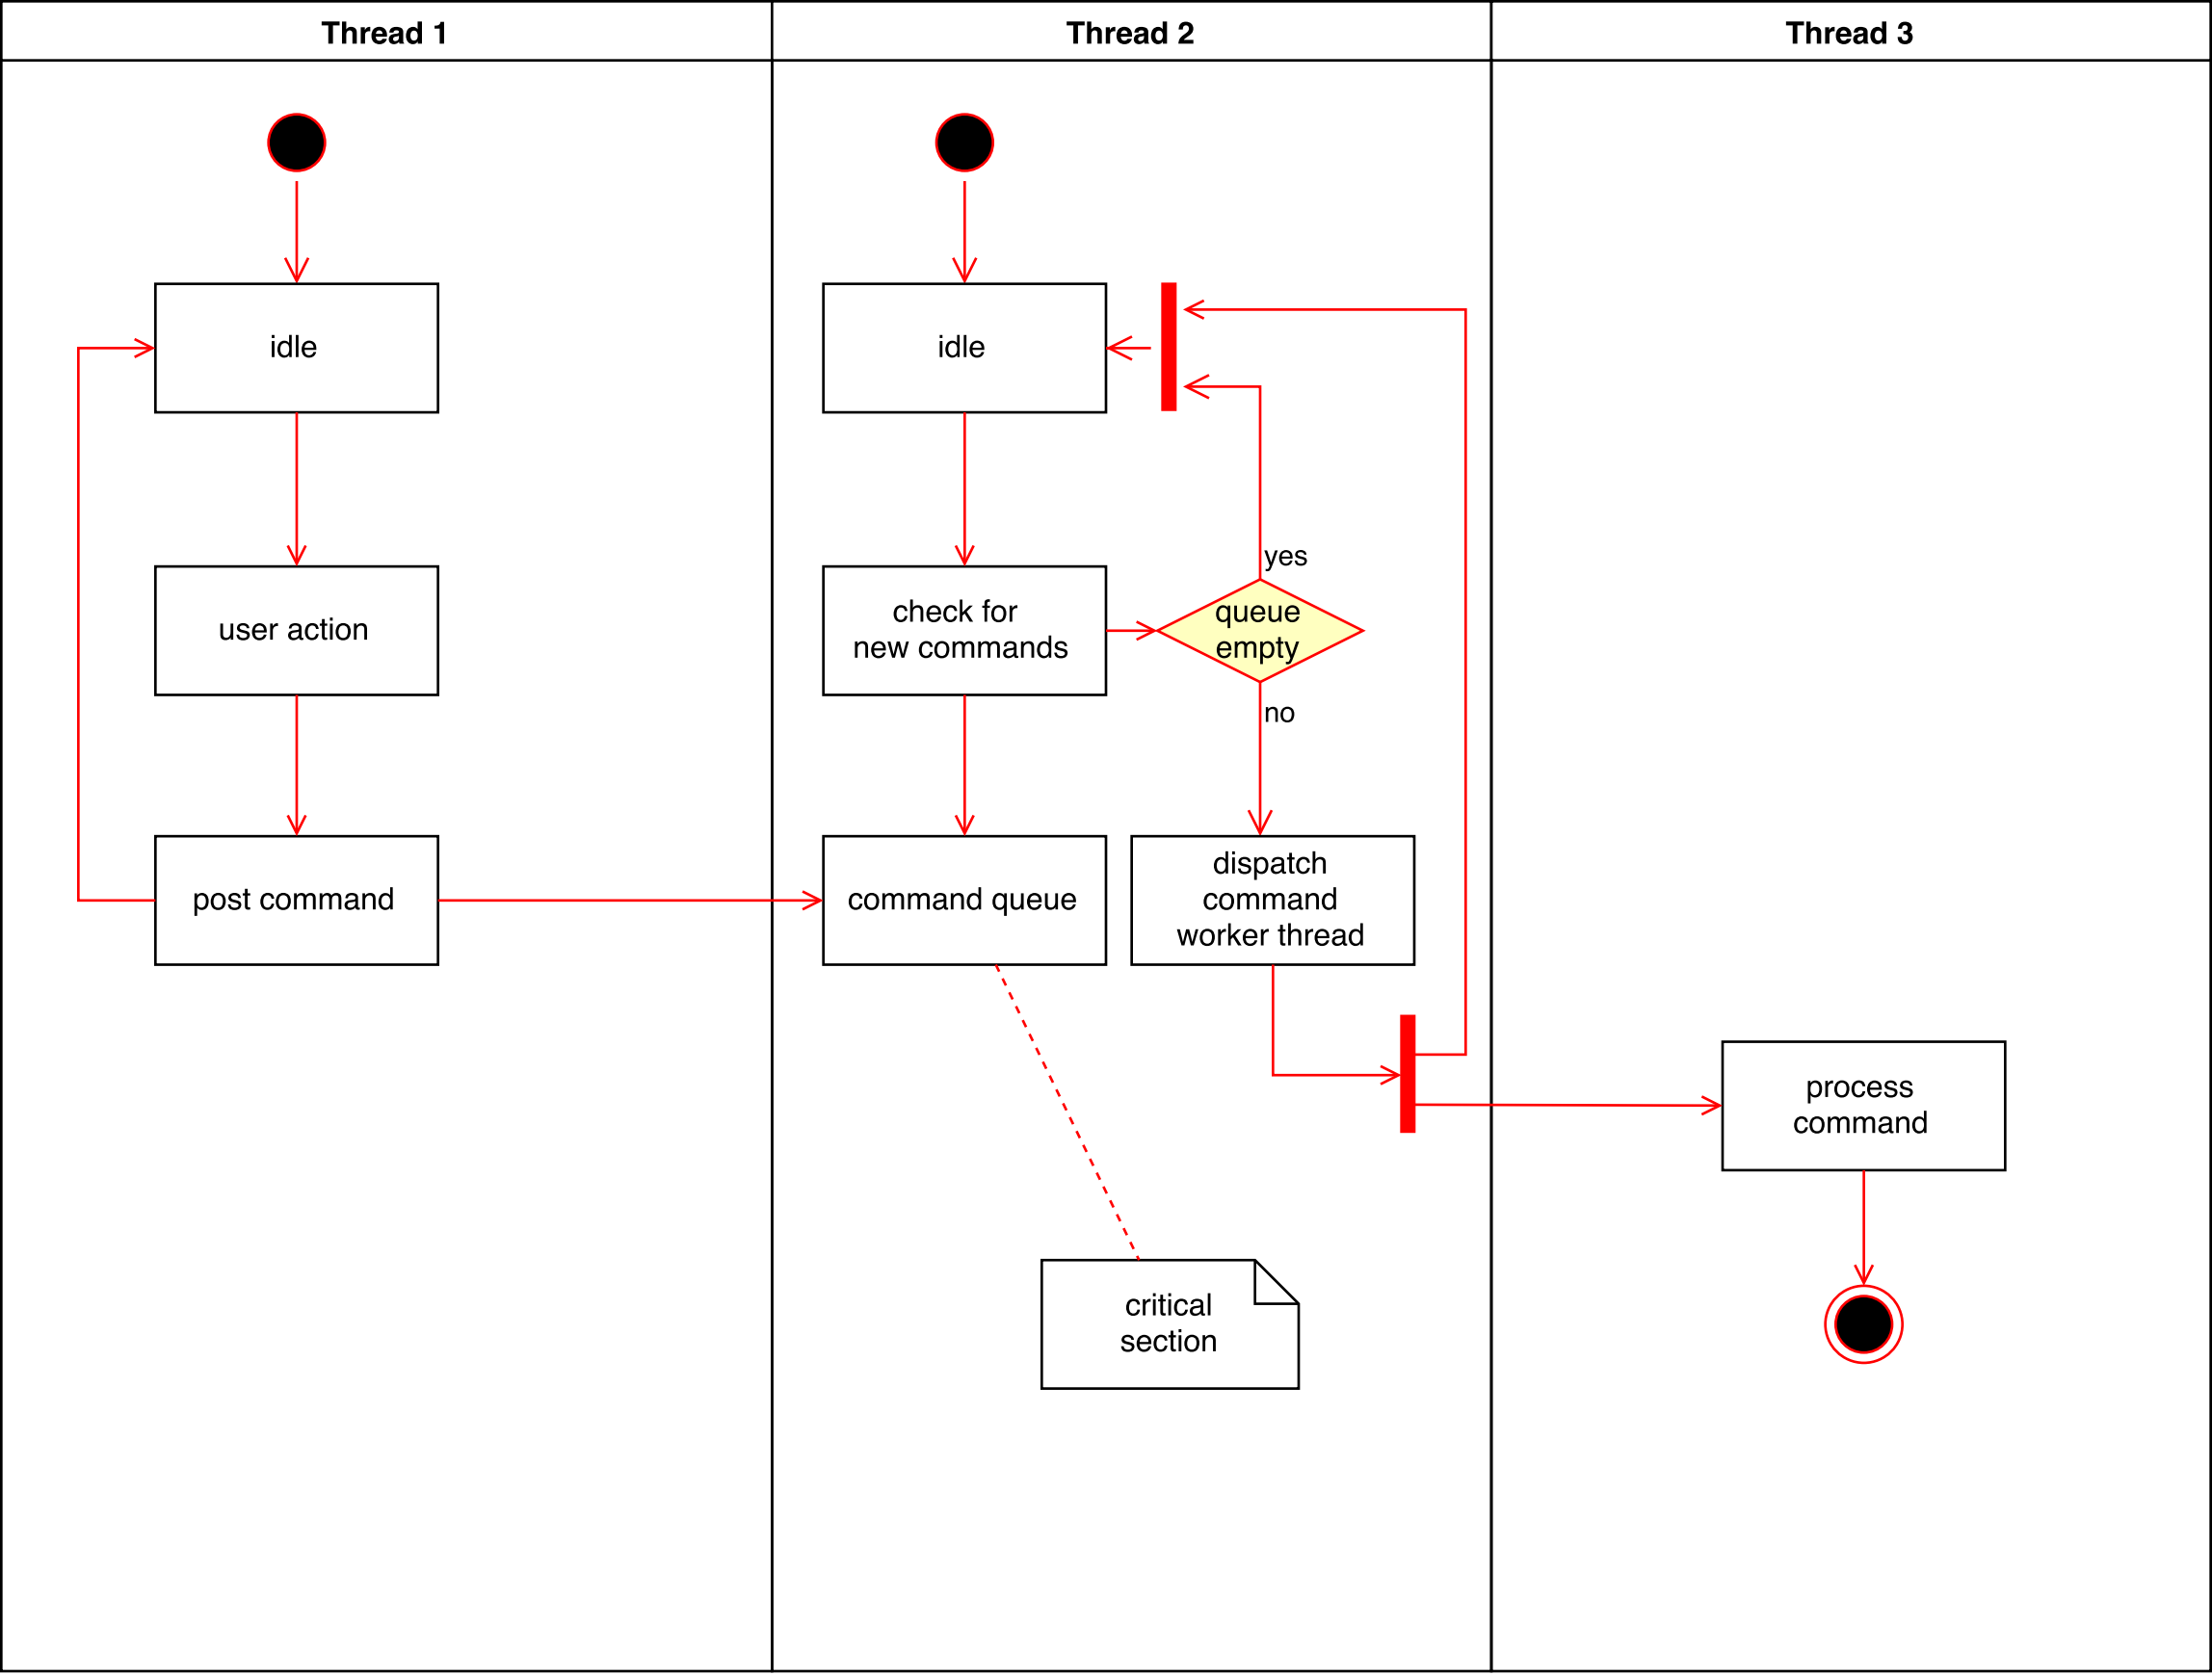 Thread 1
Thread 2
Thread 3
idle
idle
yes
user action
check for
new commands
queue
empty
no
post command
command queue
dispatch
command
worker thread
process
command
critical
section